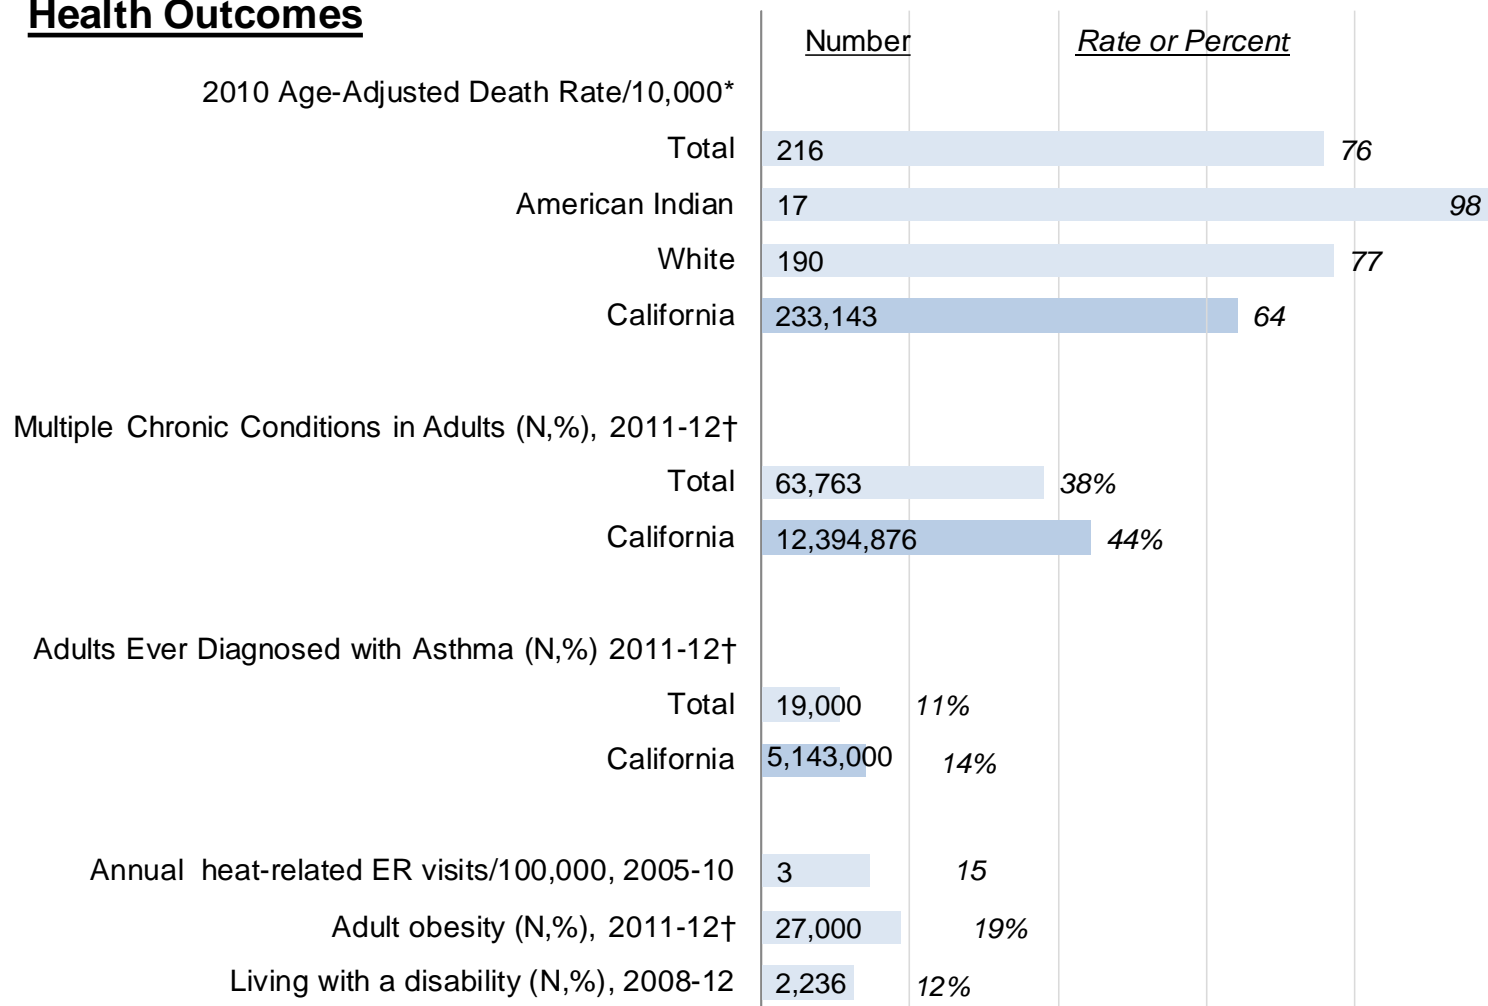 Health Outcomes
Number Rate or Percent
2010 Age-Adjusted Death Rate/10,000*
Total 216 76
American Indian 17 98
White 190 77
California 233,143 64
Multiple Chronic Conditions in Adults (N,%), 2011-12†
Total 63,763 38%
California 12,394,876 44%
Adults Ever Diagnosed with Asthma (N,%) 2011-12†
Total 19,000 11%
California 5,143,000 14%
Annual heat-related ER visits/100,000, 2005-10 3 15
Adult obesity (N,%), 2011-12† 27,000 19%
Living with a disability (N,%), 2008-12 2,236 12%